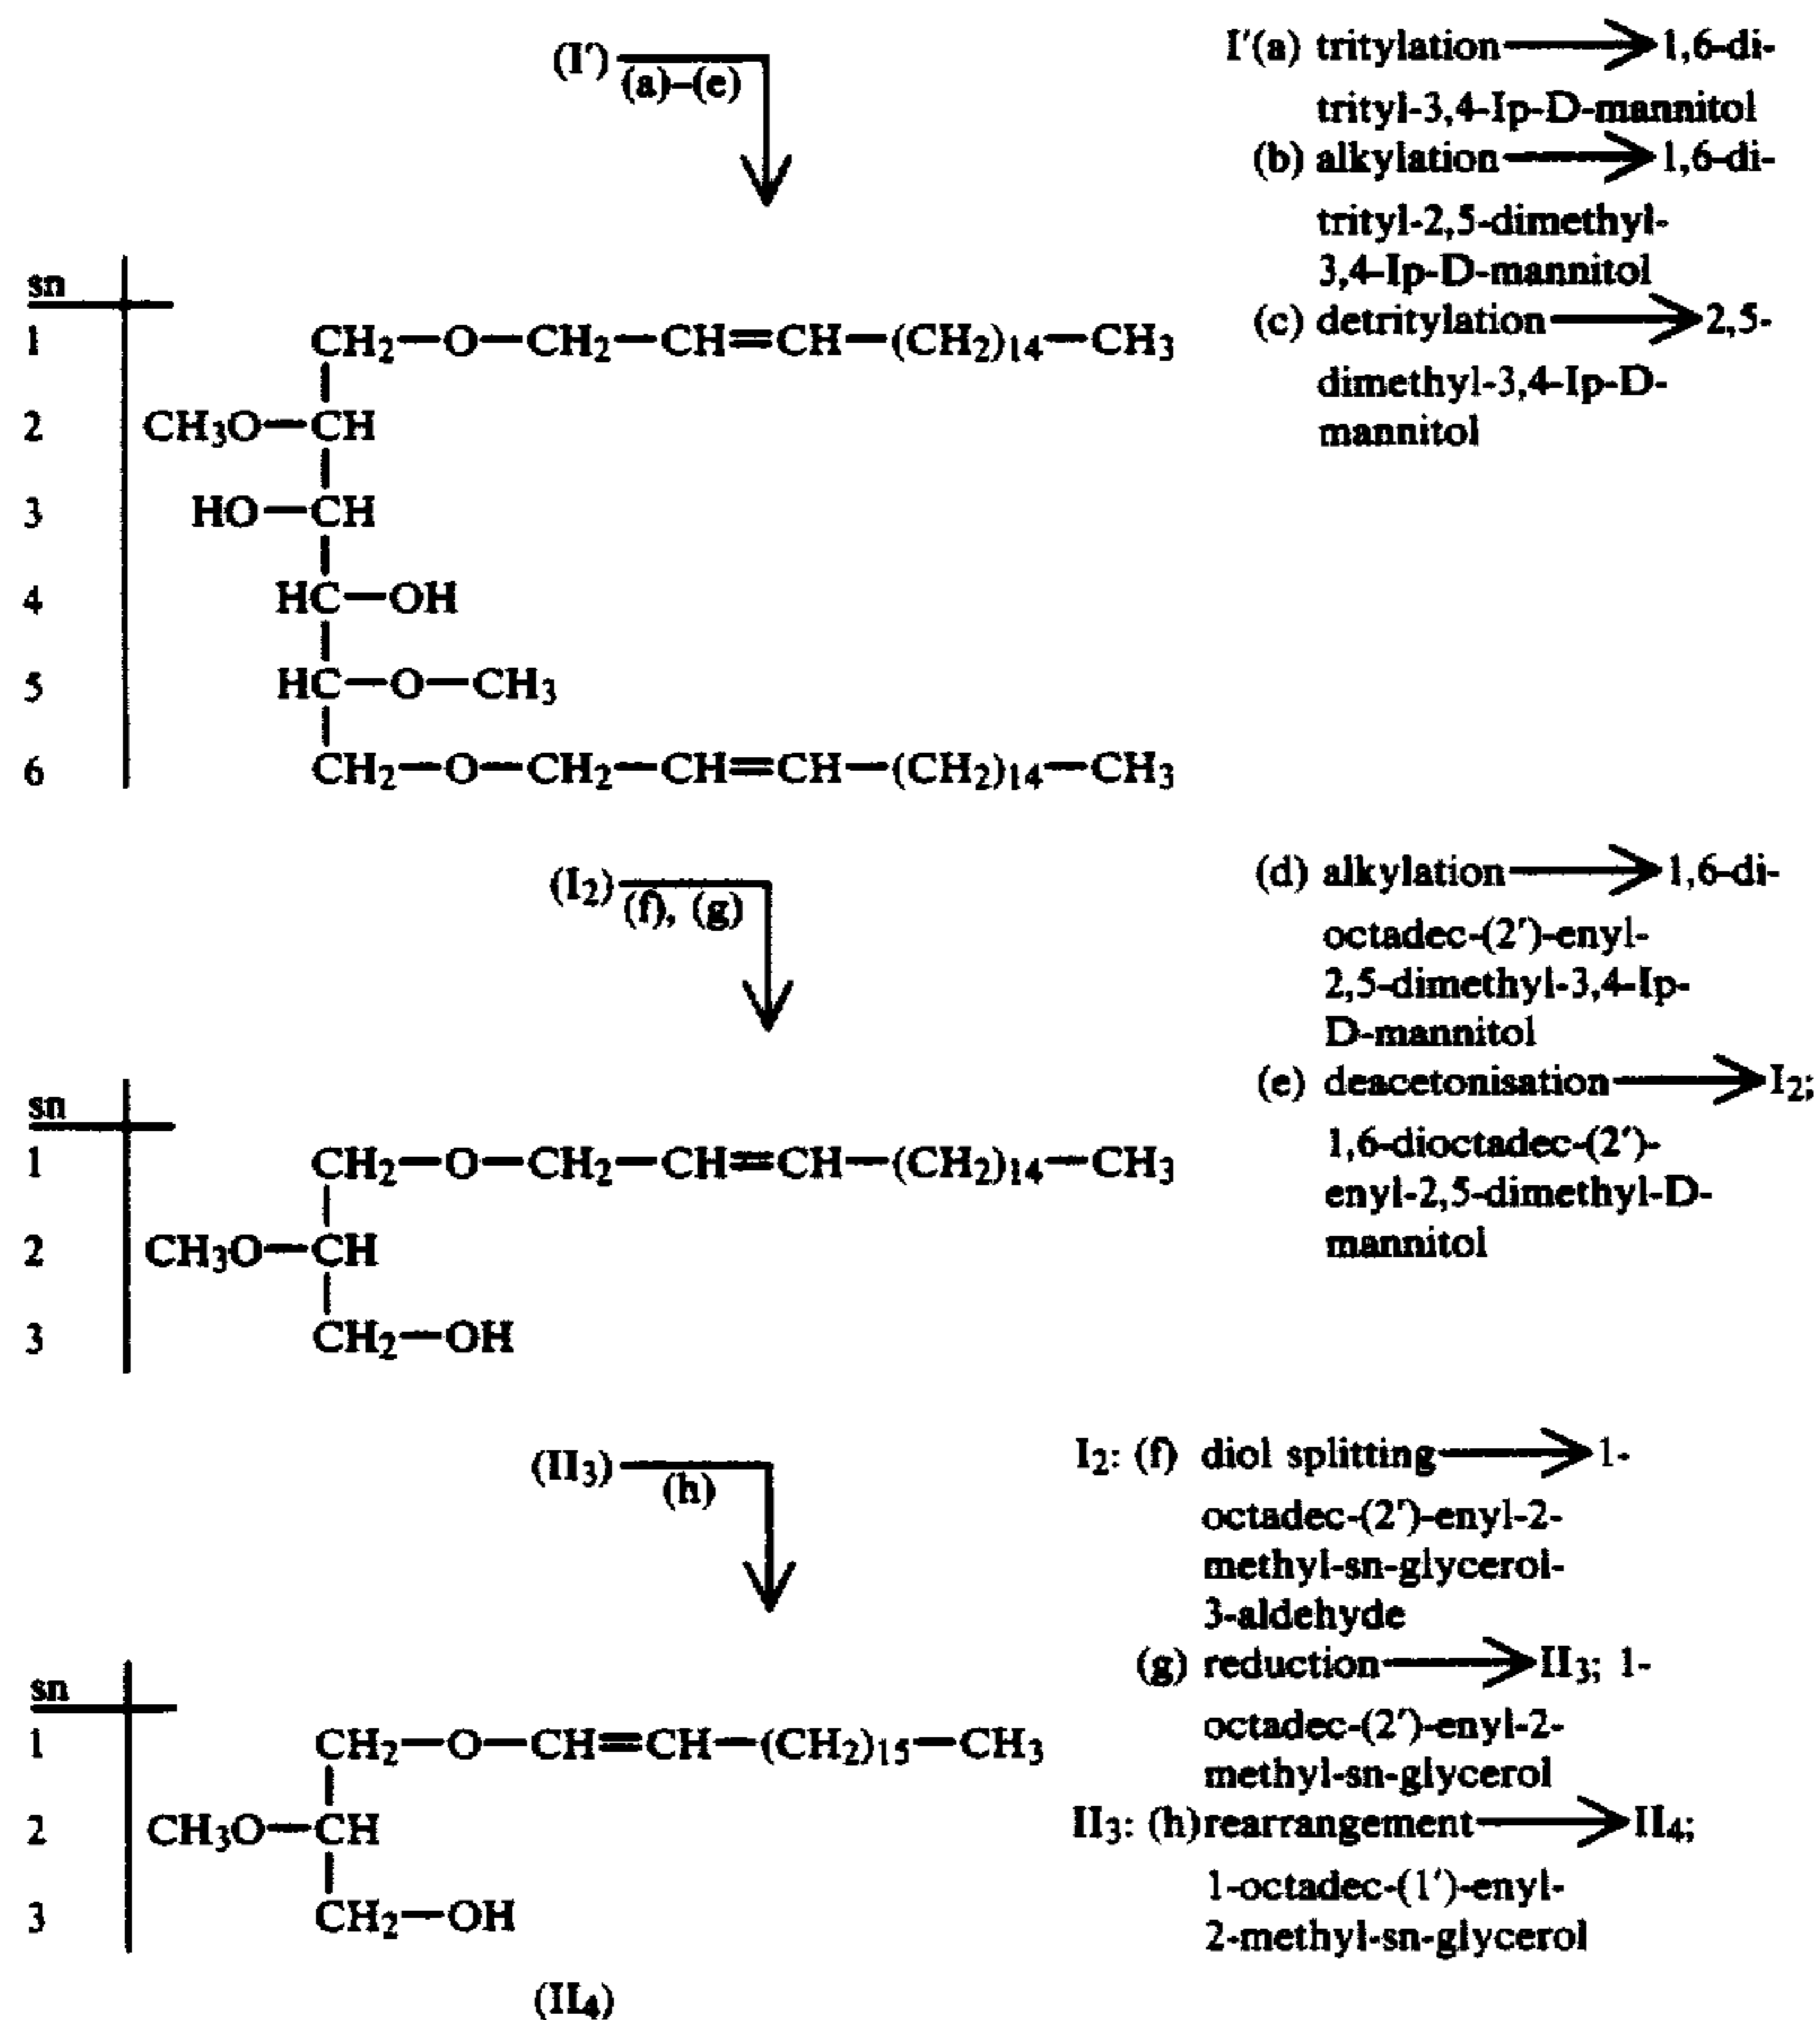 (I′)
(a)–(e)
I′(a) tritylation⟶1,6-di-
trityl-3,4-Ip-D-mannitol
(b) alkylation⟶1,6-di-
trityl-2,5-dimethyl-
3,4-Ip-D-mannitol
(c) detritylation⟶2,5-
dimethyl-3,4-Ip-D-
mannitol
sn
1 CH₂—O—CH₂—CH═CH—(CH₂)₁₄—CH₃
2 CH₃O—CH
3 HO—CH
4 HC—OH
5 HC—O—CH₃
6 CH₂—O—CH₂—CH═CH—(CH₂)₁₄—CH₃
(I₂)
(f), (g)
(d) alkylation⟶1,6-di-
octadec-(2′)-enyl-
2,5-dimethyl-3,4-Ip-
D-mannitol
(e) deacetonisation⟶I₂;
1,6-dioctadec-(2′)-
enyl-2,5-dimethyl-D-
mannitol
sn
1 CH₂—O—CH₂—CH═CH—(CH₂)₁₄—CH₃
2 CH₃O—CH
3 CH₂—OH
(II₃)
(h)
I₂: (f) diol splitting⟶1-
octadec-(2′)-enyl-2-
methyl-sn-glycerol-
3-aldehyde
(g) reduction⟶II₃; 1-
octadec-(2′)-enyl-2-
methyl-sn-glycerol
II₃: (h)rearrangement⟶II₄;
1-octadec-(1′)-enyl-
2-methyl-sn-glycerol
sn
1 CH₂—O—CH═CH—(CH₂)₁₅—CH₃
2 CH₃O—CH
3 CH₂—OH
(II₄)